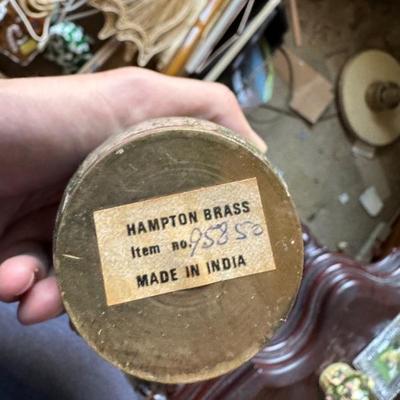 HAMPTON BRASS
Item no. 95850
MADE IN INDIA